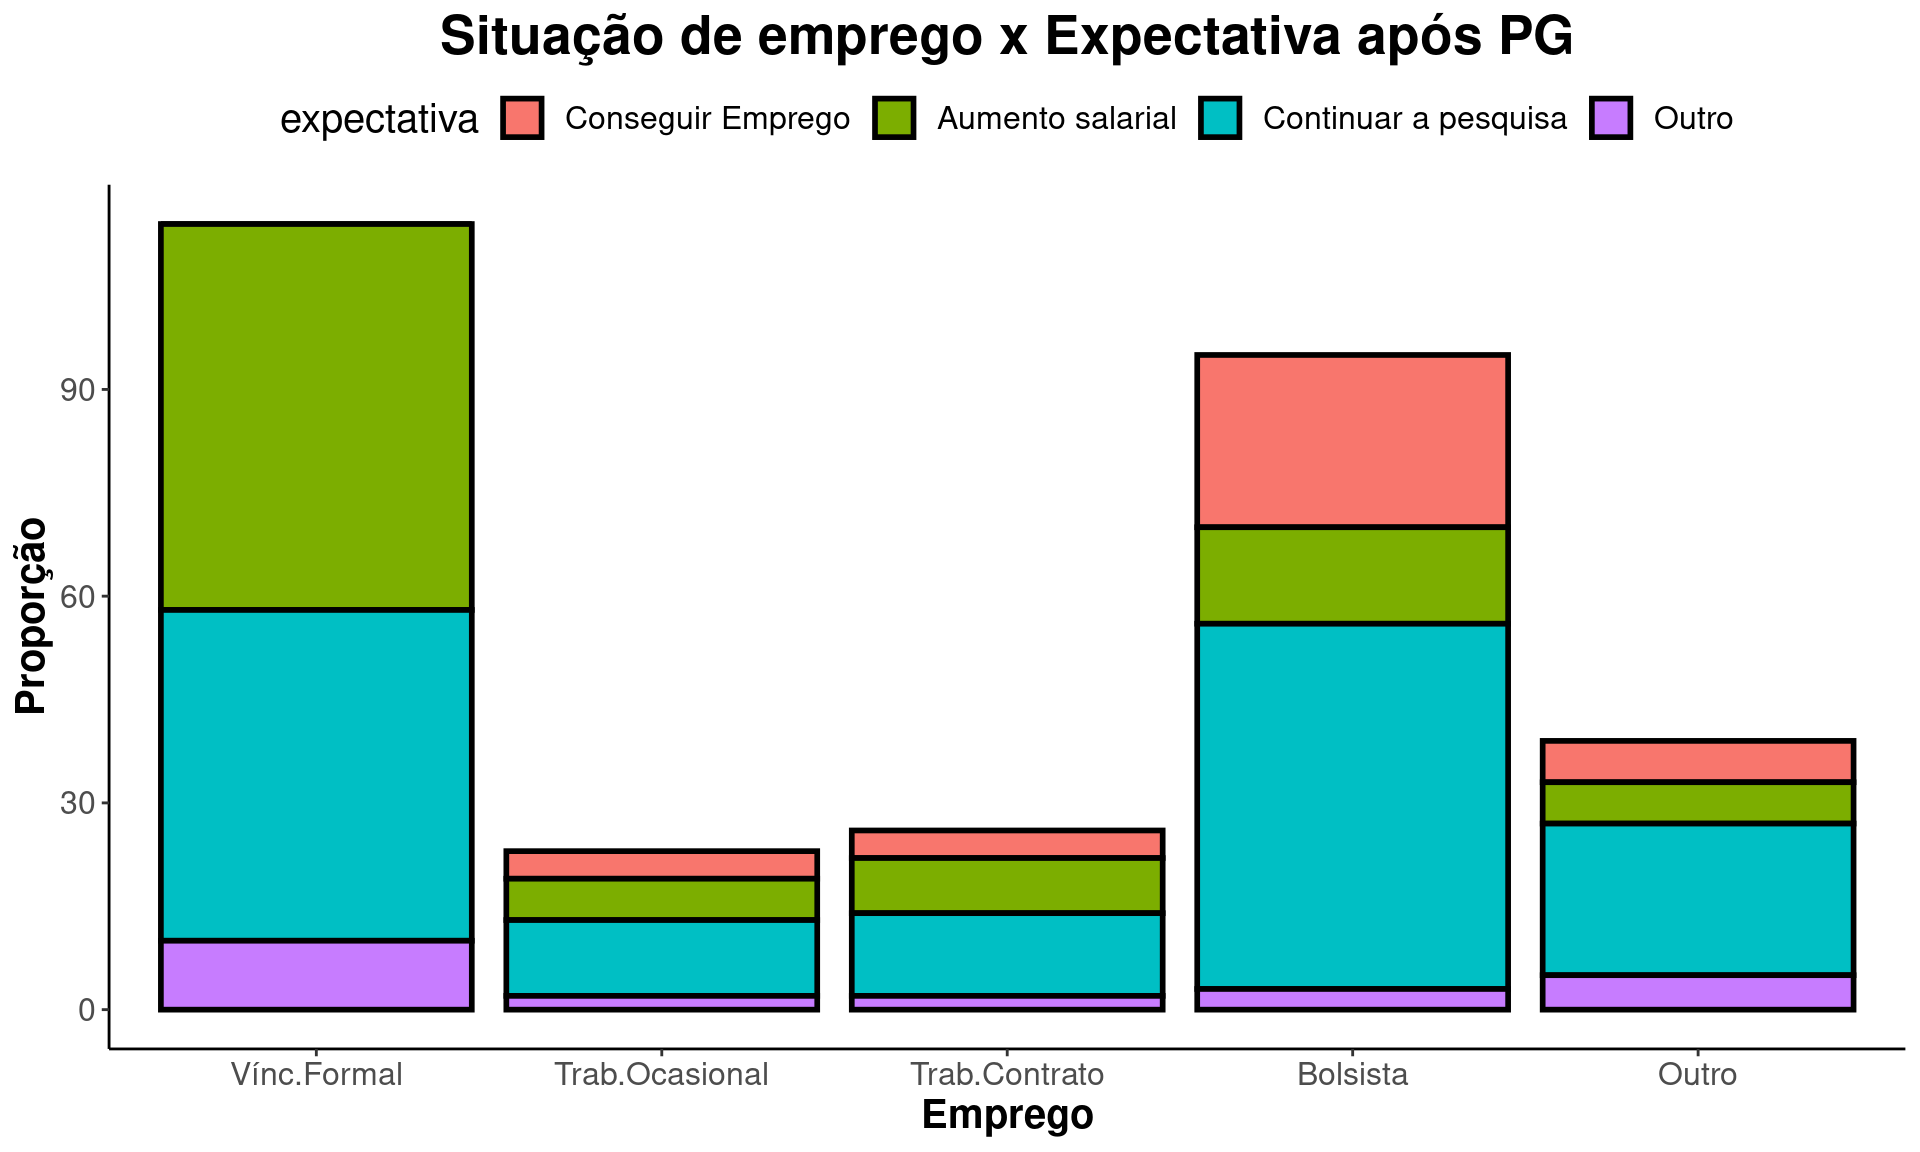 Situação de emprego x Expectativa após PG
expectativa Conseguir Emprego Aumento salarial Continuar a pesquisa Outro
Proporção
90
60
30
0
Vínc.Formal Trab.Ocasional Trab.Contrato Bolsista Outro
Emprego